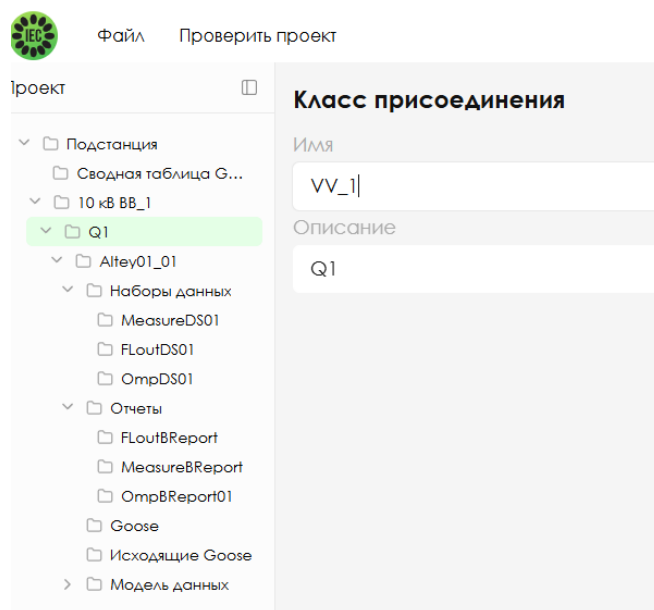 IEC
Файл
Проверить проект
Проект
Класс присоединения
Подстанция
Сводная таблица G...
10 кВ ВВ_1
Q1
Altey01_01
Наборы данных
MeasureDS01
FLoutDS01
OmpDS01
Отчеты
FLoutBReport
MeasureBReport
OmpBReport01
Goose
Исходящие Goose
Модель данных
Имя
VV_1
Описание
Q1